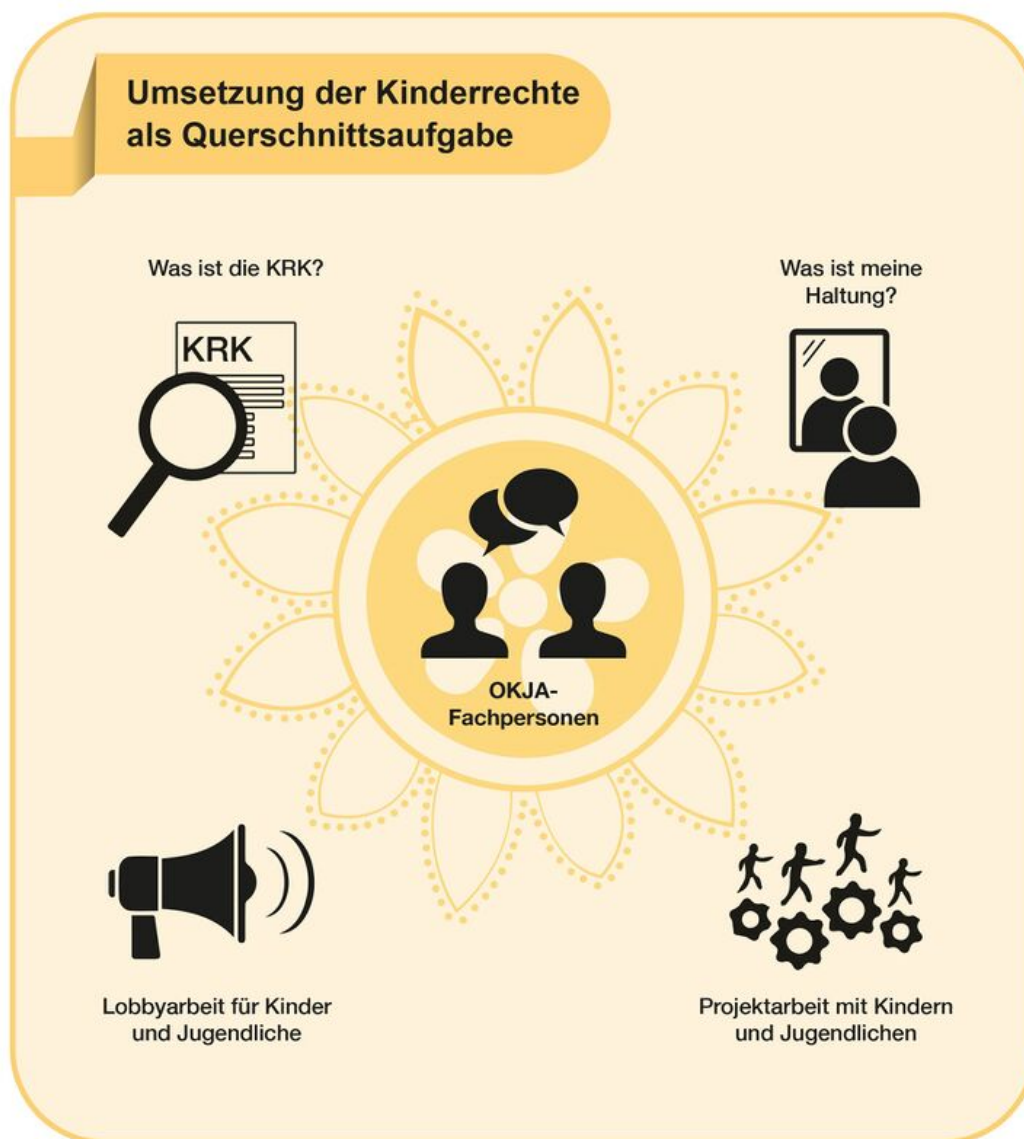 Umsetzung der Kinderrechte
als Querschnittsaufgabe
Was ist die KRK?
KRK
Was ist meine
Haltung?
OKJA-
Fachpersonen
Lobbyarbeit für Kinder
und Jugendliche
Projektarbeit mit Kindern
und Jugendlichen